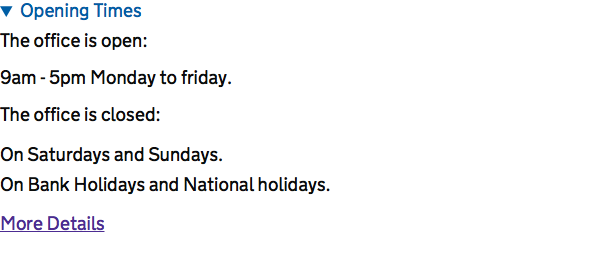 Opening Times
The office is open:
9am - 5pm Monday to friday.
The office is closed:
On Saturdays and Sundays.
On Bank Holidays and National holidays.
More Details